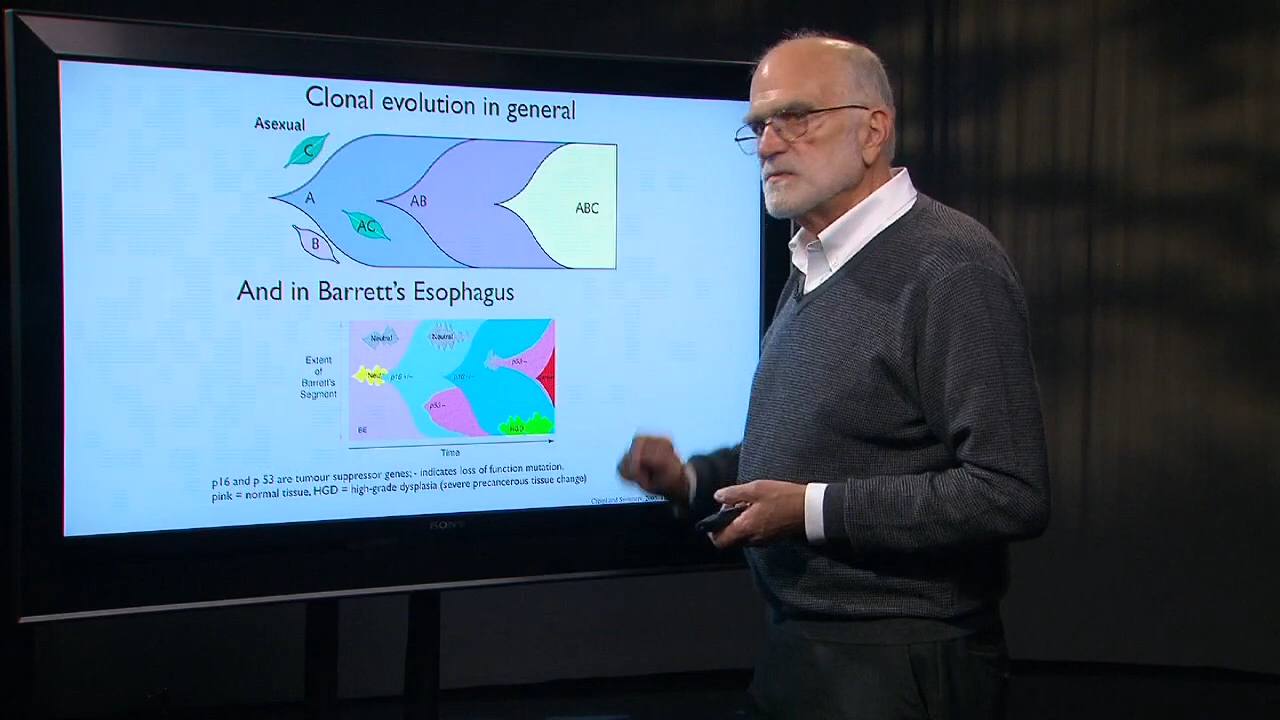 Clonal evolution in general
Asexual
C
A
AB
ABC
AC
B
And in Barrett's Esophagus
Neutral
Neutral
Extent
of
Barrett's
Segment
p16 +/–
p53–
p53–
BE
HGD
Time
p16 and p 53 are tumour suppressor genes; - indicates loss of function mutation.
pink = normal tissue, HGD = high-grade dysplasia (severe precancerous tissue change)
SONY